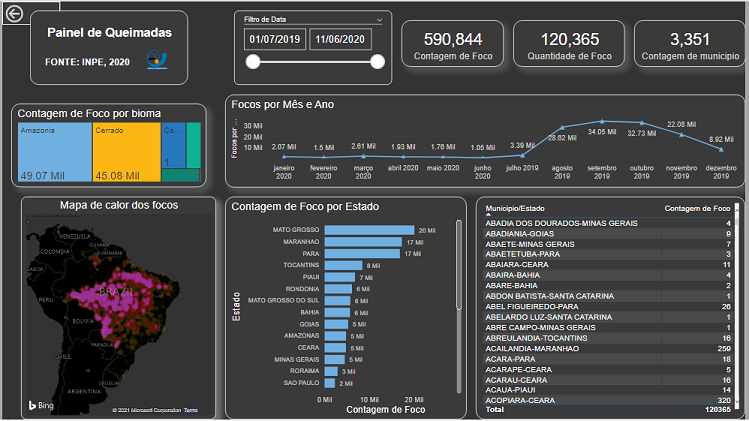 Painel de Queimadas
FONTE: INPE, 2020
Filtro de Data
01/07/2019
11/06/2020
590,844
Contagem de Foco
120,365
Quantidade de Foco
3,351
Contagem de municipio
Contagem de Foco por bioma
Amazonia
49.07 Mil
Cerrado
45.08 Mil
Ca...
1...
Focos por Mês e Ano
Focos por ...
30 Mil
20 Mil
10 Mil
2.07 Mil
1.5 Mil
2.61 Mil
1.93 Mil
1.76 Mil
1.05 Mil
3.39 Mil
28.62 Mil
34.05 Mil
32.73 Mil
22.08 Mil
8.92 Mil
janeiro 2020
fevereiro 2020
março 2020
abril 2020
maio 2020
junho 2020
julho 2019
agosto 2019
setembro 2019
outubro 2019
novembro 2019
dezembro 2019
Mapa de calor dos focos
VENEZUELA
GUYANA
SURINAME
COLOMBIA
PERU
BRAZIL
BOLIVIA
PARAGUAY
CHILE
ARGENTINA
Bing
© 2021 Microsoft Corporation Terms
Contagem de Foco por Estado
Estado
MATO GROSSO 20 Mil
MARANHAO 17 Mil
PARA 17 Mil
TOCANTINS 8 Mil
PIAUI 7 Mil
RONDONIA 6 Mil
MATO GROSSO DO SUL 6 Mil
BAHIA 6 Mil
GOIAS 5 Mil
AMAZONAS 5 Mil
CEARA 5 Mil
MINAS GERAIS 5 Mil
RORAIMA 3 Mil
SAO PAULO 2 Mil
0 Mil 10 Mil 20 Mil
Contagem de Foco
Município/Estado Contagem de Foco
ABADIA DOS DOURADOS-MINAS GERAIS 4
ABADIANIA-GOIAS 9
ABAETE-MINAS GERAIS 7
ABAETETUBA-PARA 3
ABAIARA-CEARA 11
ABAIRA-BAHIA 4
ABARE-BAHIA 2
ABDON BATISTA-SANTA CATARINA 1
ABEL FIGUEIREDO-PARA 26
ABELARDO LUZ-SANTA CATARINA 1
ABRE CAMPO-MINAS GERAIS 1
ABREULANDIA-TOCANTINS 16
ACAILANDIA-MARANHAO 259
ACARA-PARA 18
ACARAPE-CEARA 5
ACARAU-CEARA 16
ACAUA-PIAUI 14
ACOPIARA-CEARA 320
Total 120365